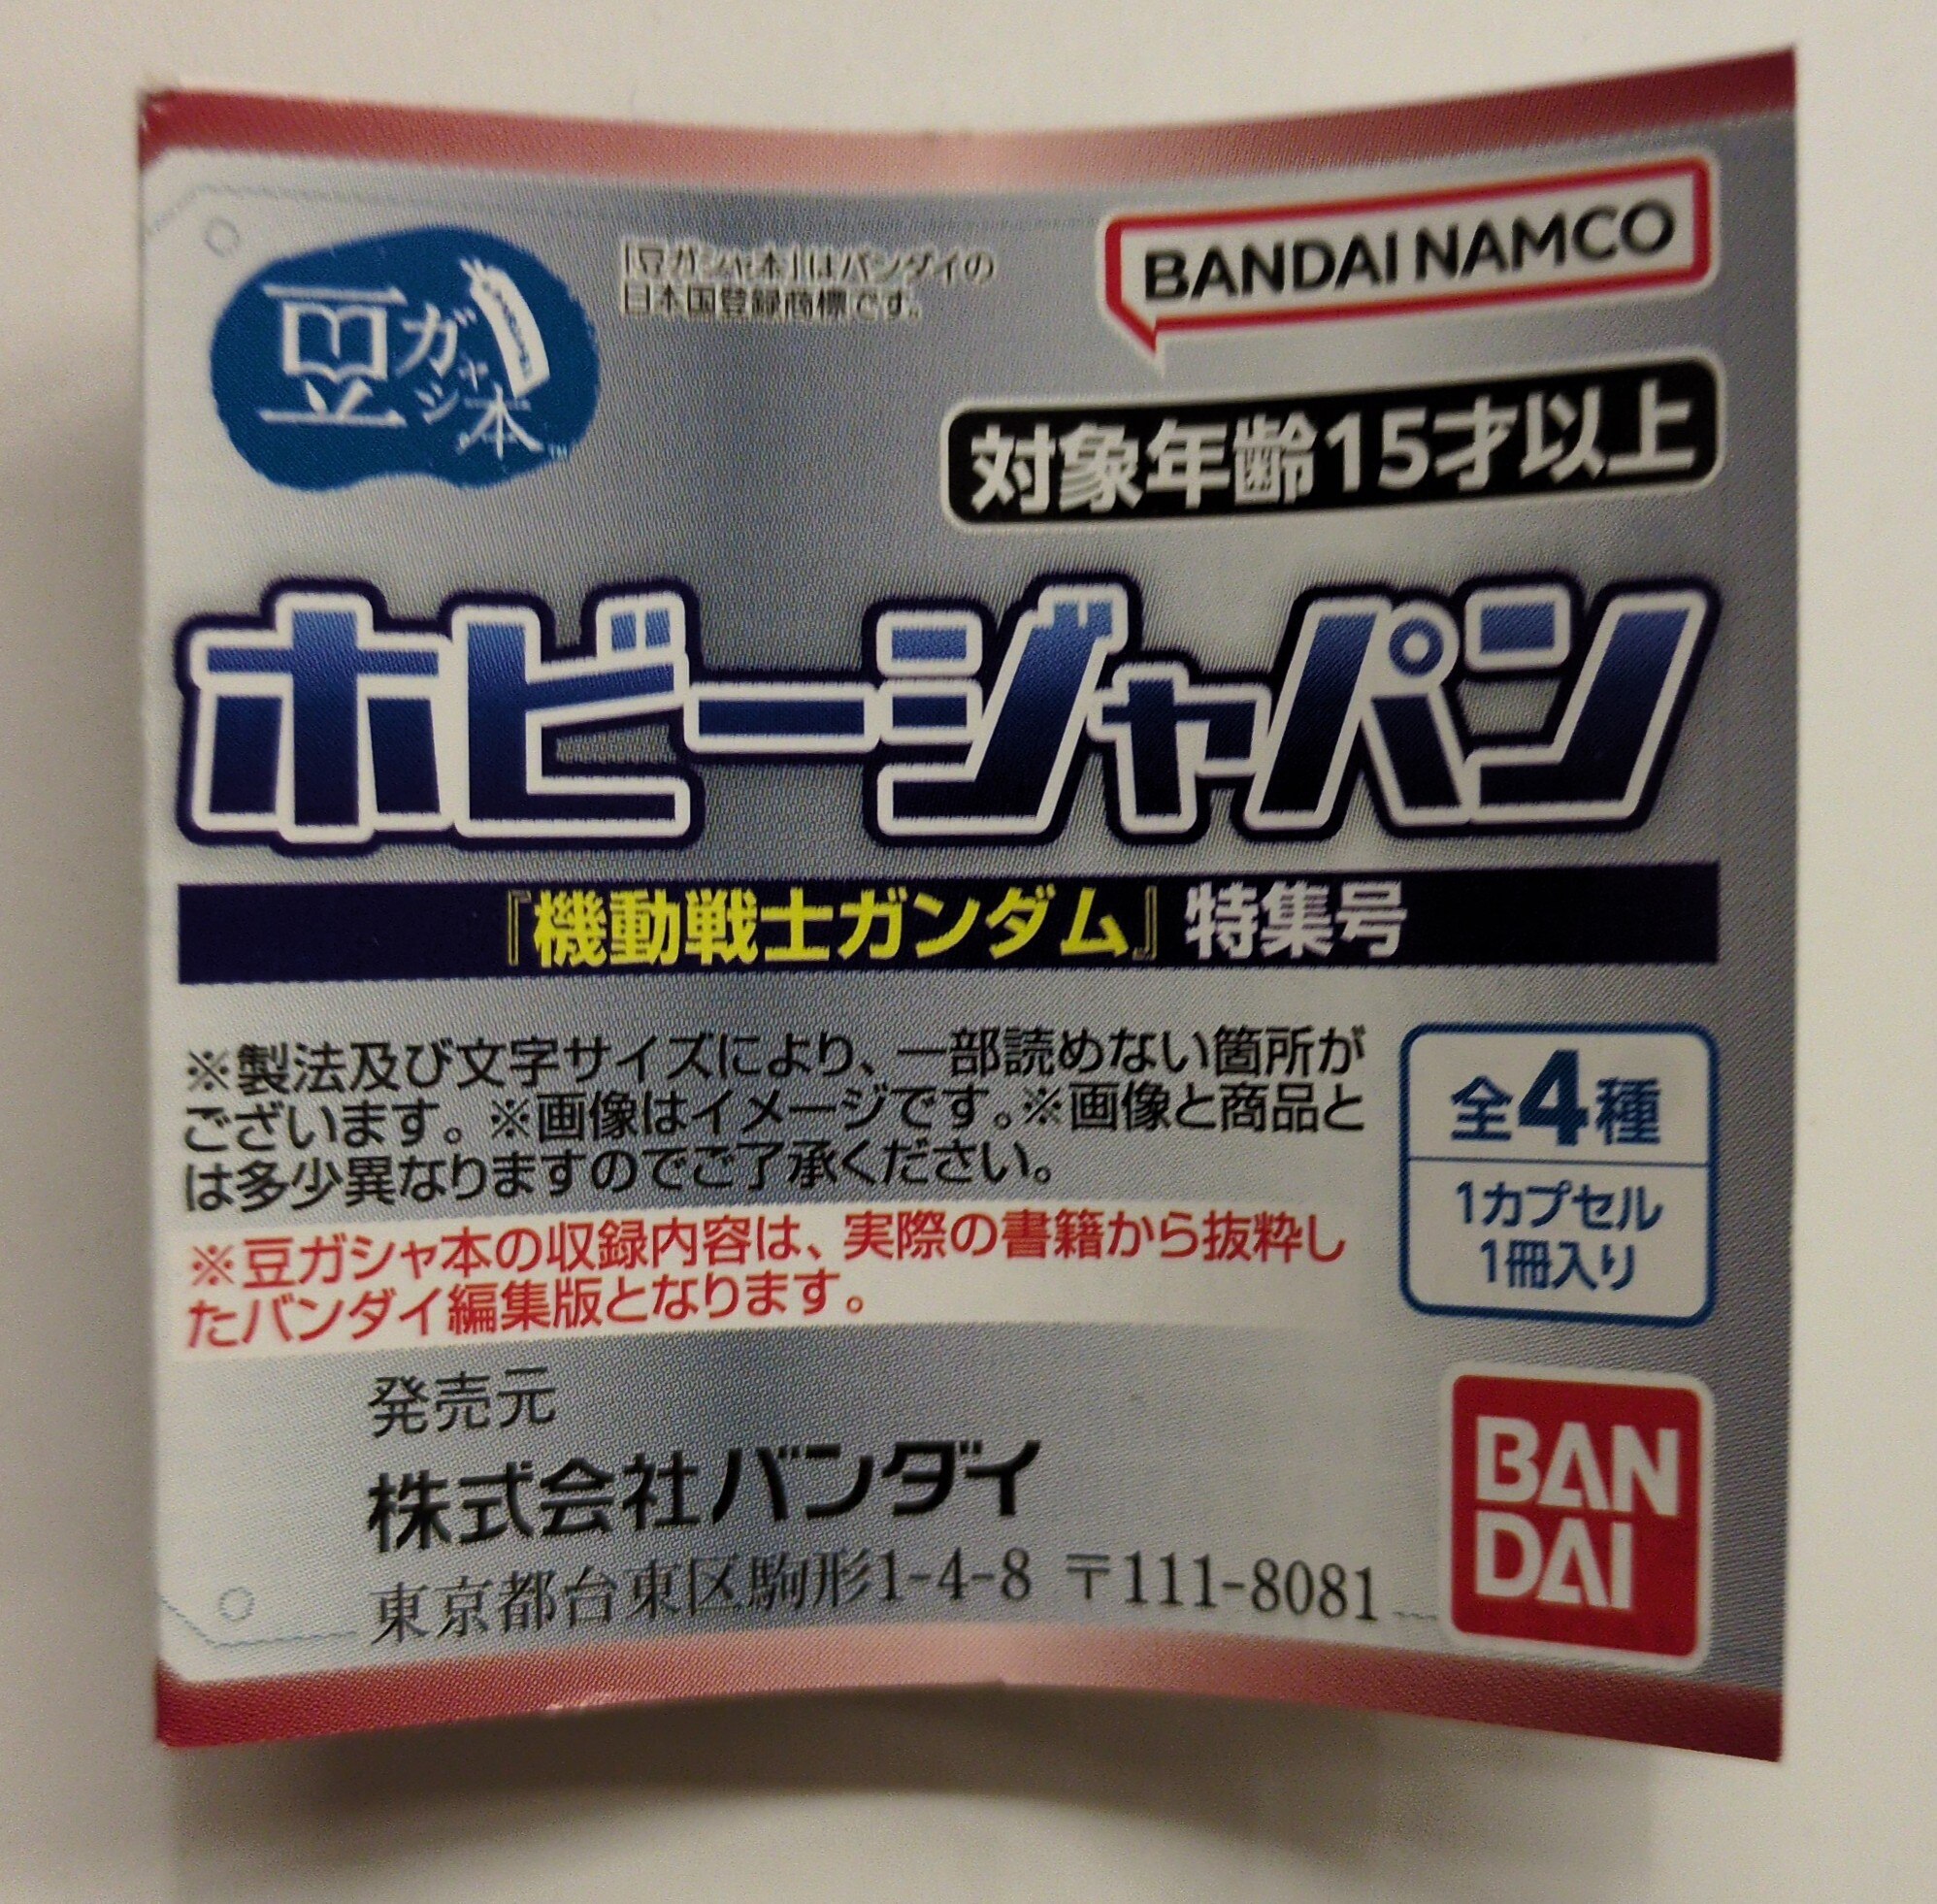 豆ガシャ本™
「豆ガシャ本」はバンダイの
日本国登録商標です。
BANDAI NAMCO
対象年齢15才以上
ホビージャパン
『機動戦士ガンダム』特集号
※製法及び文字サイズにより、一部読めない箇所が
ございます。※画像はイメージです。※画像と商品と
は多少異なりますのでご了承ください。
※豆ガシャ本の収録内容は、実際の書籍から抜粋し
たバンダイ編集版となります。
全4種
1カプセル
1冊入り
発売元
株式会社バンダイ
東京都台東区駒形1-4-8 〒111-8081
BAN
DAI